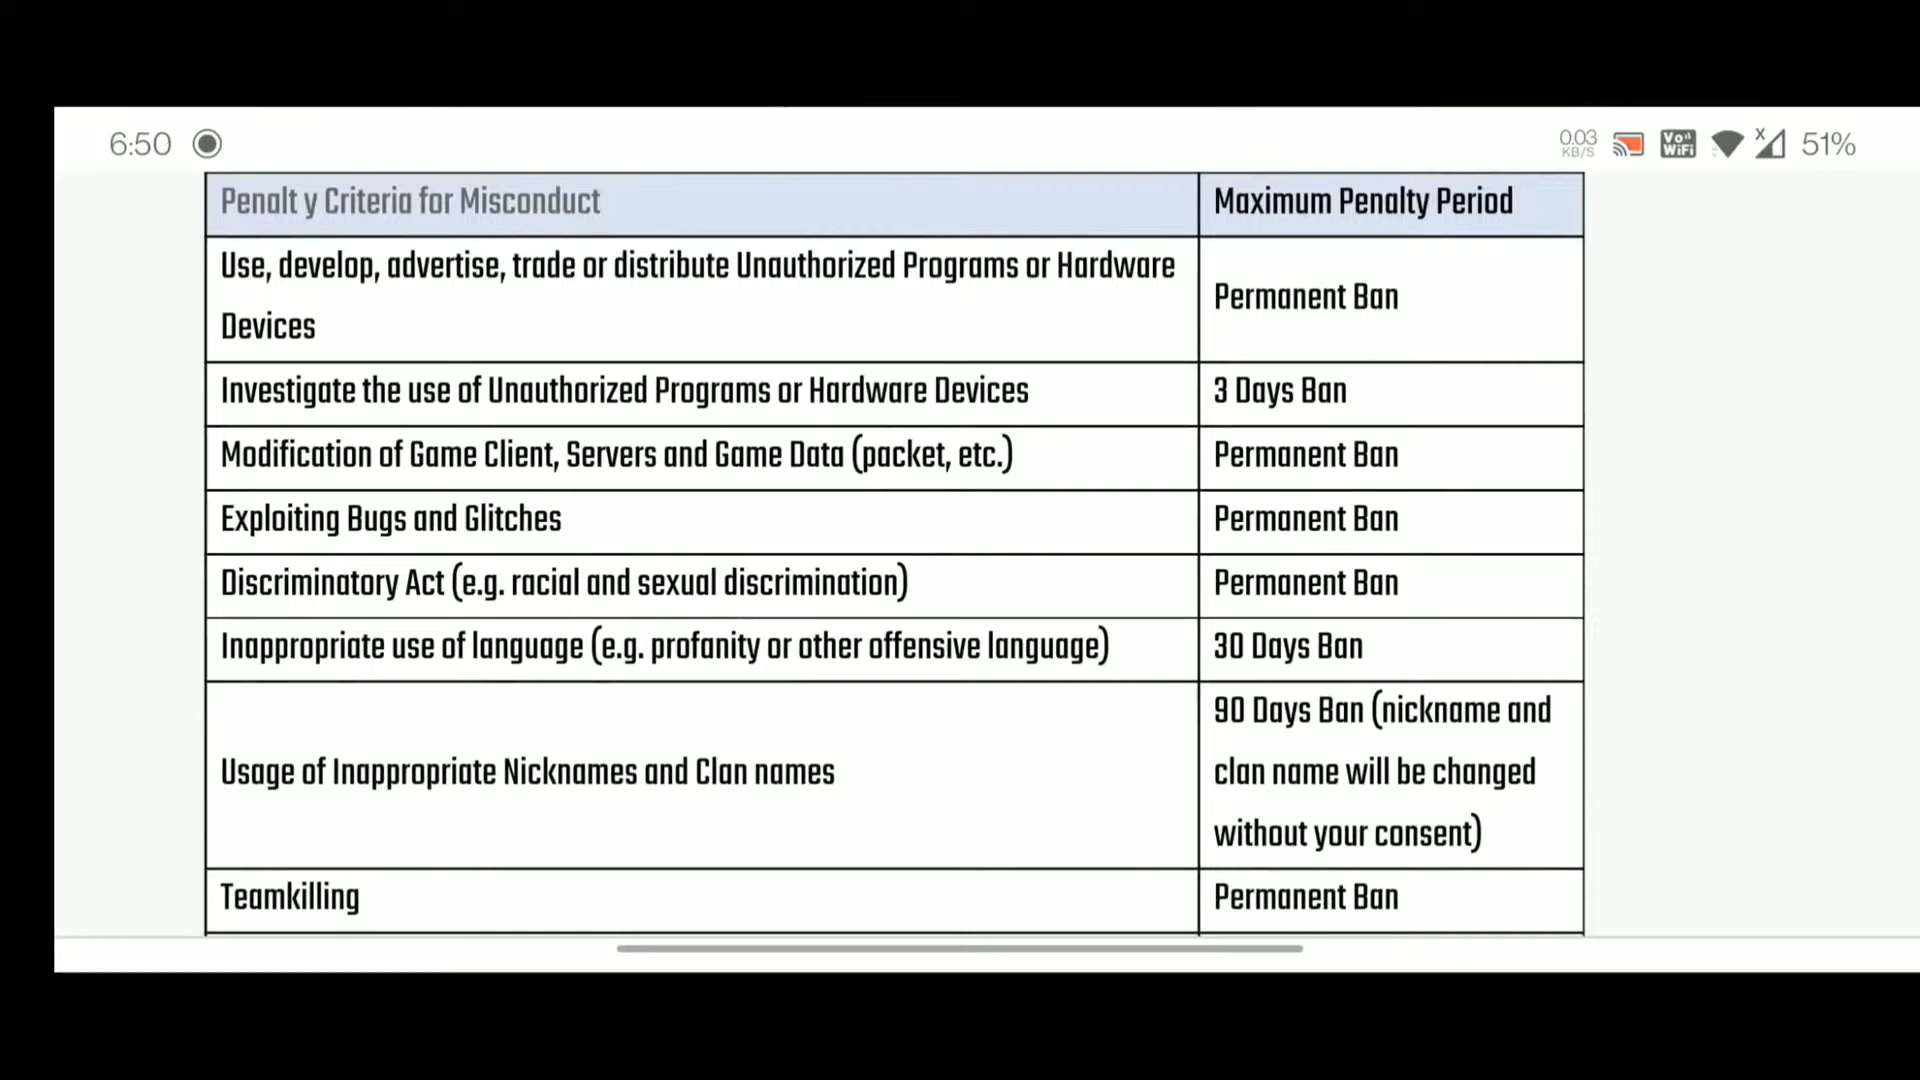 6:50
0.03
KB/S
Vo
WiFi
X
51%
Penalt y Criteria for Misconduct
Maximum Penalty Period
Use, develop, advertise, trade or distribute Unauthorized Programs or Hardware
Devices
Permanent Ban
Investigate the use of Unauthorized Programs or Hardware Devices
3 Days Ban
Modification of Game Client, Servers and Game Data (packet, etc.)
Permanent Ban
Exploiting Bugs and Glitches
Permanent Ban
Discriminatory Act (e.g. racial and sexual discrimination)
Permanent Ban
Inappropriate use of language (e.g. profanity or other offensive language)
30 Days Ban
Usage of Inappropriate Nicknames and Clan names
90 Days Ban (nickname and
clan name will be changed
without your consent)
Teamkilling
Permanent Ban